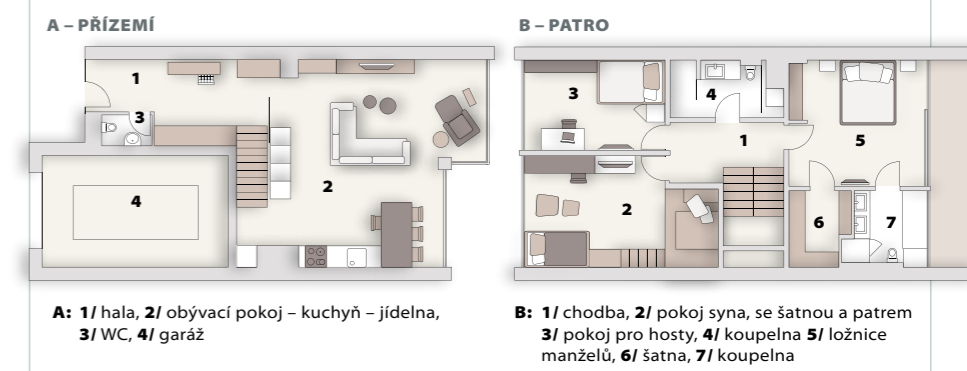 A – PŘÍZEMÍ
1
3
4
2
A: 1/ hala, 2/ obývací pokoj – kuchyň – jídelna,
3/ WC, 4/ garáž
B – PATRO
3
4
1
5
2
6
7
B: 1/ chodba, 2/ pokoj syna, se šatnou a patrem
3/ pokoj pro hosty, 4/ koupelna 5/ ložnice
manželů, 6/ šatna, 7/ koupelna